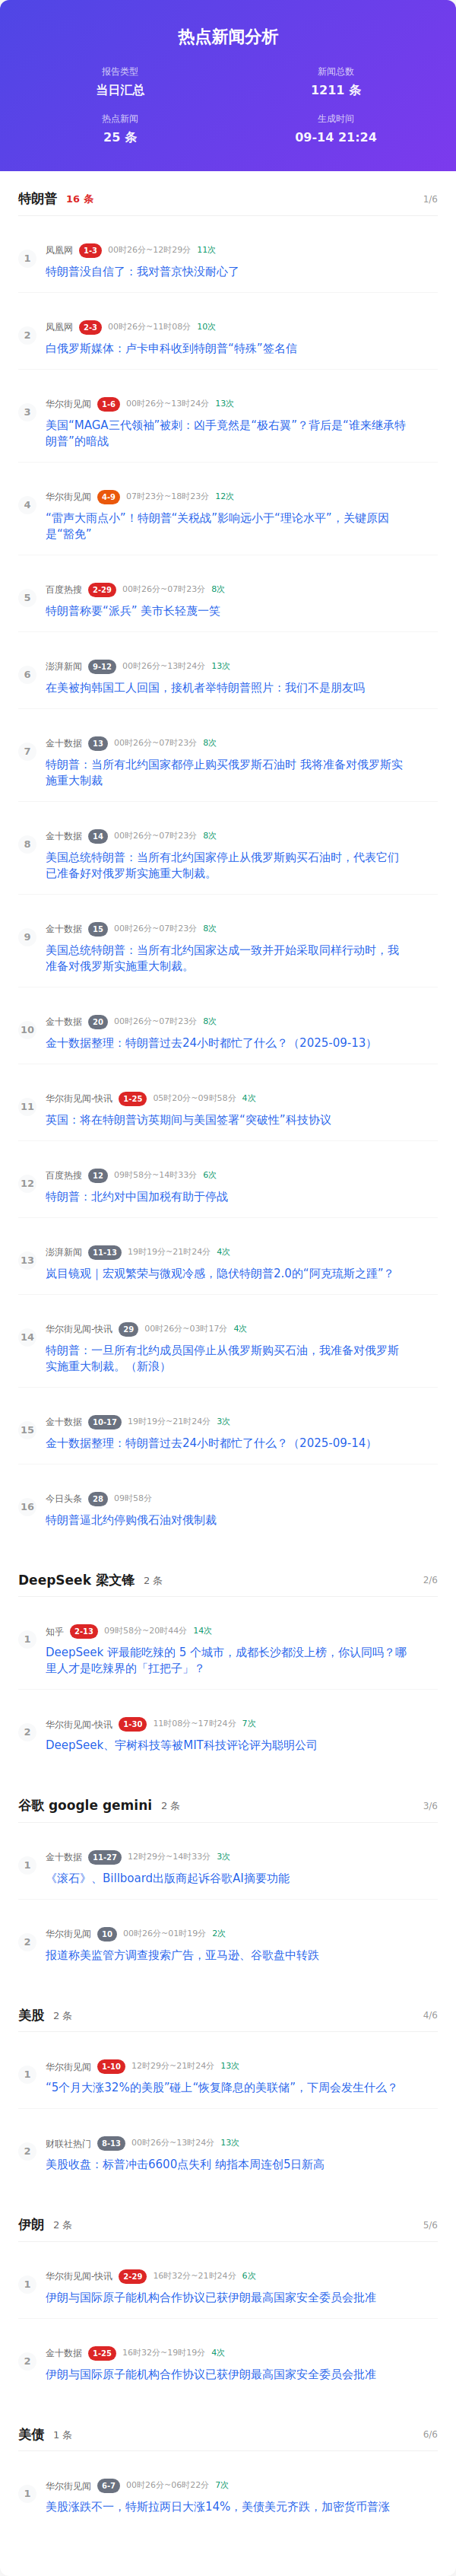 热点新闻分析
报告类型
新闻总数
当日汇总
1211 条
热点新闻
生成时间
25 条
09-14 21:24
特朗普 16 条 1/6
1
凤凰网 1-3 00时26分~12时29分 11次
特朗普没自信了：我对普京快没耐心了
2
凤凰网 2-3 00时26分~11时08分 10次
白俄罗斯媒体：卢卡申科收到特朗普“特殊”签名信
3
华尔街见闻 1-6 00时26分~13时24分 13次
美国“MAGA三代领袖”被刺：凶手竟然是“极右翼”？背后是“谁来继承特
朗普”的暗战
4
华尔街见闻 4-9 07时23分~18时23分 12次
“雷声大雨点小”！特朗普“关税战”影响远小于“理论水平”，关键原因
是“豁免”
5
百度热搜 2-29 00时26分~07时23分 8次
特朗普称要“派兵” 美市长轻蔑一笑
6
澎湃新闻 9-12 00时26分~13时24分 13次
在美被拘韩国工人回国，接机者举特朗普照片：我们不是朋友吗
7
金十数据 13 00时26分~07时23分 8次
特朗普：当所有北约国家都停止购买俄罗斯石油时 我将准备对俄罗斯实
施重大制裁
8
金十数据 14 00时26分~07时23分 8次
美国总统特朗普：当所有北约国家停止从俄罗斯购买石油时，代表它们
已准备好对俄罗斯实施重大制裁。
9
金十数据 15 00时26分~07时23分 8次
美国总统特朗普：当所有北约国家达成一致并开始采取同样行动时，我
准备对俄罗斯实施重大制裁。
10
金十数据 20 00时26分~07时23分 8次
金十数据整理：特朗普过去24小时都忙了什么？（2025-09-13）
11
华尔街见闻-快讯 1-25 05时20分~09时58分 4次
英国：将在特朗普访英期间与美国签署“突破性”科技协议
12
百度热搜 12 09时58分~14时33分 6次
特朗普：北约对中国加税有助于停战
13
澎湃新闻 11-13 19时19分~21时24分 4次
岚目镜观｜宏观繁荣与微观冷感，隐伏特朗普2.0的“阿克琉斯之踵”？
14
华尔街见闻-快讯 29 00时26分~03时17分 4次
特朗普：一旦所有北约成员国停止从俄罗斯购买石油，我准备对俄罗斯
实施重大制裁。（新浪）
15
金十数据 10-17 19时19分~21时24分 3次
金十数据整理：特朗普过去24小时都忙了什么？（2025-09-14）
16
今日头条 28 09时58分
特朗普逼北约停购俄石油对俄制裁
DeepSeek 梁文锋 2 条 2/6
1
知乎 2-13 09时58分~20时44分 14次
DeepSeek 评最能吃辣的 5 个城市，成都长沙都没上榜，你认同吗？哪
里人才是吃辣界的「扛把子」？
2
华尔街见闻-快讯 1-30 11时08分~17时24分 7次
DeepSeek、宇树科技等被MIT科技评论评为聪明公司
谷歌 google gemini 2 条 3/6
1
金十数据 11-27 12时29分~14时33分 3次
《滚石》、Billboard出版商起诉谷歌AI摘要功能
2
华尔街见闻 10 00时26分~01时19分 2次
报道称美监管方调查搜索广告，亚马逊、谷歌盘中转跌
美股 2 条 4/6
1
华尔街见闻 1-10 12时29分~21时24分 13次
“5个月大涨32%的美股”碰上“恢复降息的美联储”，下周会发生什么？
2
财联社热门 8-13 00时26分~13时24分 13次
美股收盘：标普冲击6600点失利 纳指本周连创5日新高
伊朗 2 条 5/6
1
华尔街见闻-快讯 2-29 16时32分~21时24分 6次
伊朗与国际原子能机构合作协议已获伊朗最高国家安全委员会批准
2
金十数据 1-25 16时32分~19时19分 4次
伊朗与国际原子能机构合作协议已获伊朗最高国家安全委员会批准
美债 1 条 6/6
1
华尔街见闻 6-7 00时26分~06时22分 7次
美股涨跌不一，特斯拉两日大涨14%，美债美元齐跌，加密货币普涨